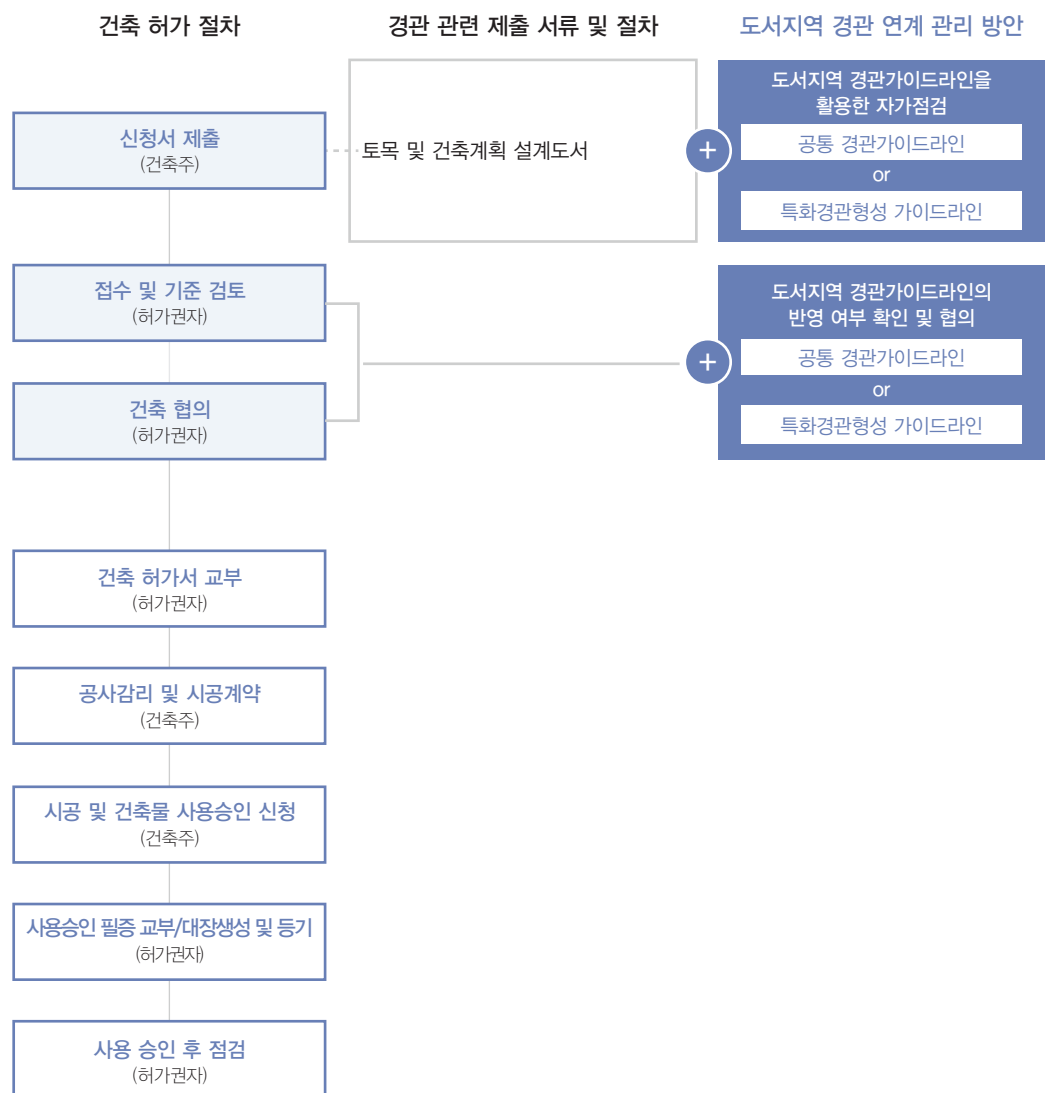 건축 허가 절차
경관 관련 제출 서류 및 절차
도서지역 경관 연계 관리 방안
신청서 제출
(건축주)
토목 및 건축계획 설계도서
+
도서지역 경관가이드라인을
활용한 자가점검
공통 경관가이드라인
or
특화경관형성 가이드라인
접수 및 기준 검토
(허가권자)
건축 협의
(허가권자)
+
도서지역 경관가이드라인의
반영 여부 확인 및 협의
공통 경관가이드라인
or
특화경관형성 가이드라인
건축 허가서 교부
(허가권자)
공사감리 및 시공계약
(건축주)
시공 및 건축물 사용승인 신청
(건축주)
사용승인 필증 교부/대장생성 및 등기
(허가권자)
사용 승인 후 점검
(허가권자)